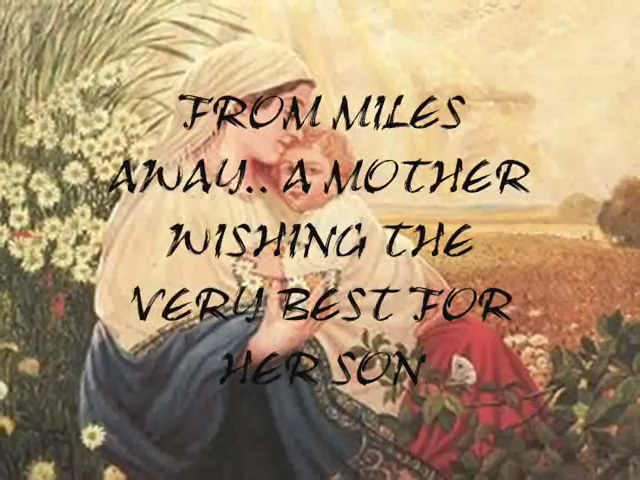 FROM MILES
AWAY.. A MOTHER
WISHING THE
VERY BEST FOR
HER SON